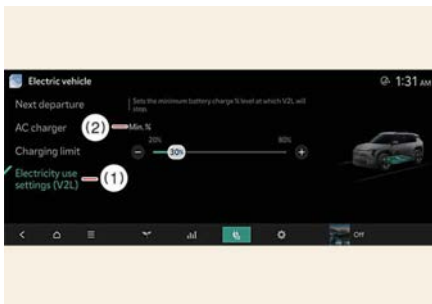 Electric vehicle
1:31 AM
Next departure
Sets the minimum battery charge % level at which V2L will
stop.
AC charger
(2)
Min. %
20%
80%
Charging limit
30%
Electricity use
settings (V2L)
(1)
Off